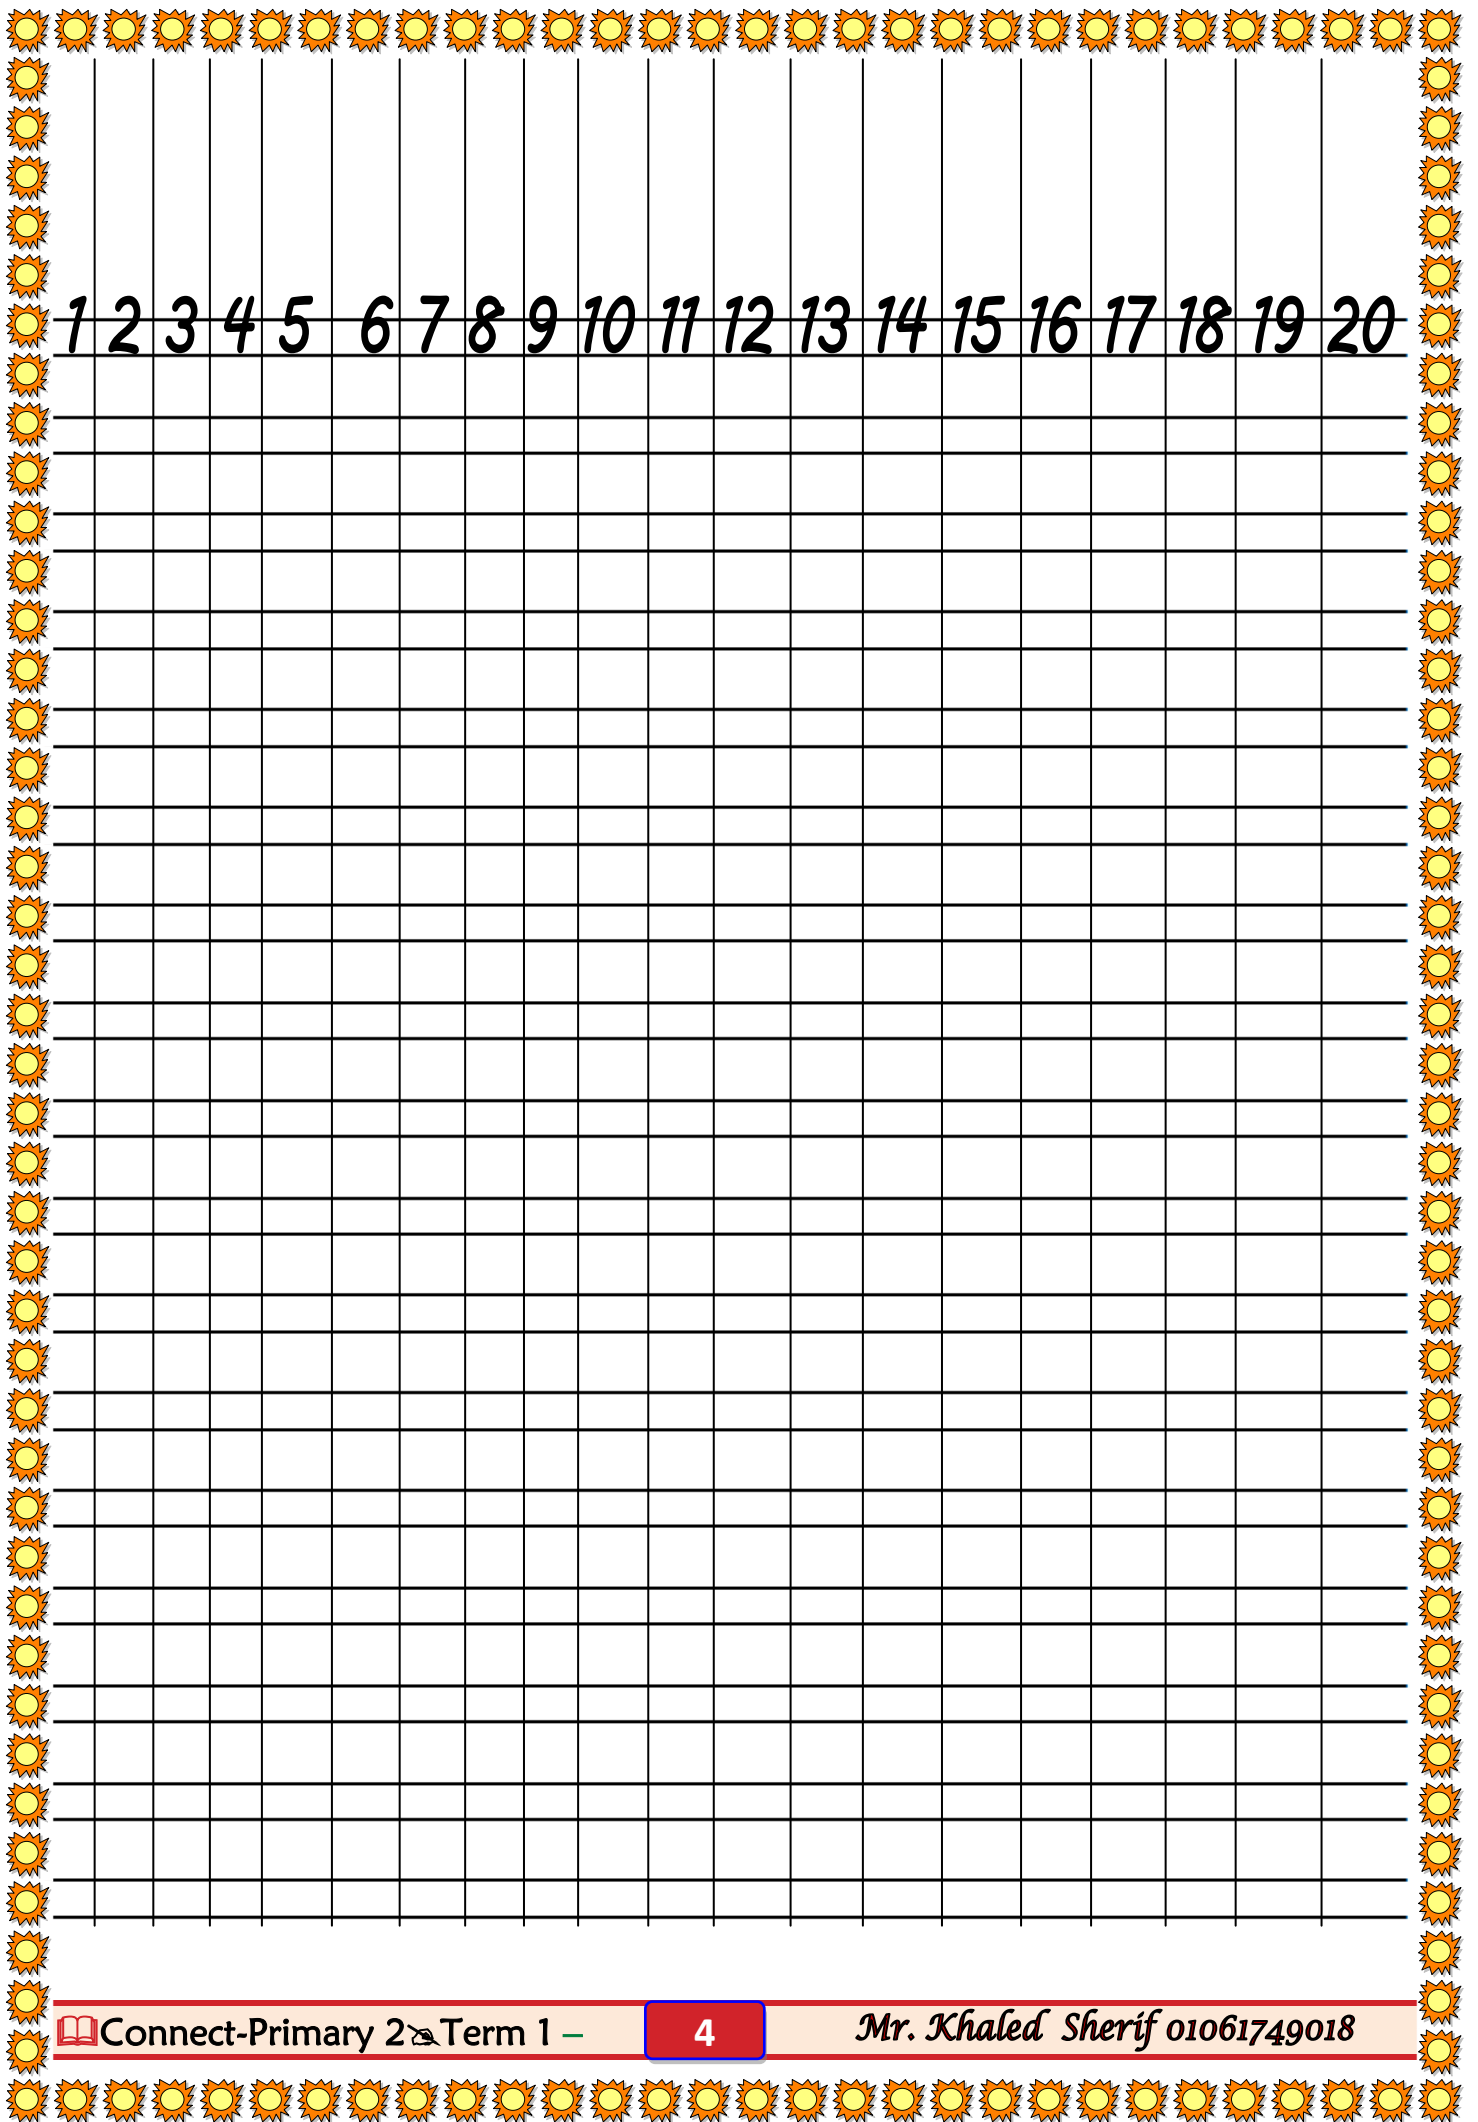 1 2 3 4 5 6 7 8 9 10 11 12 13 14 15 16 17 18 19 20
Connect-Primary 2 Term 1 – 4 Mr. Khaled Sherif 01061749018